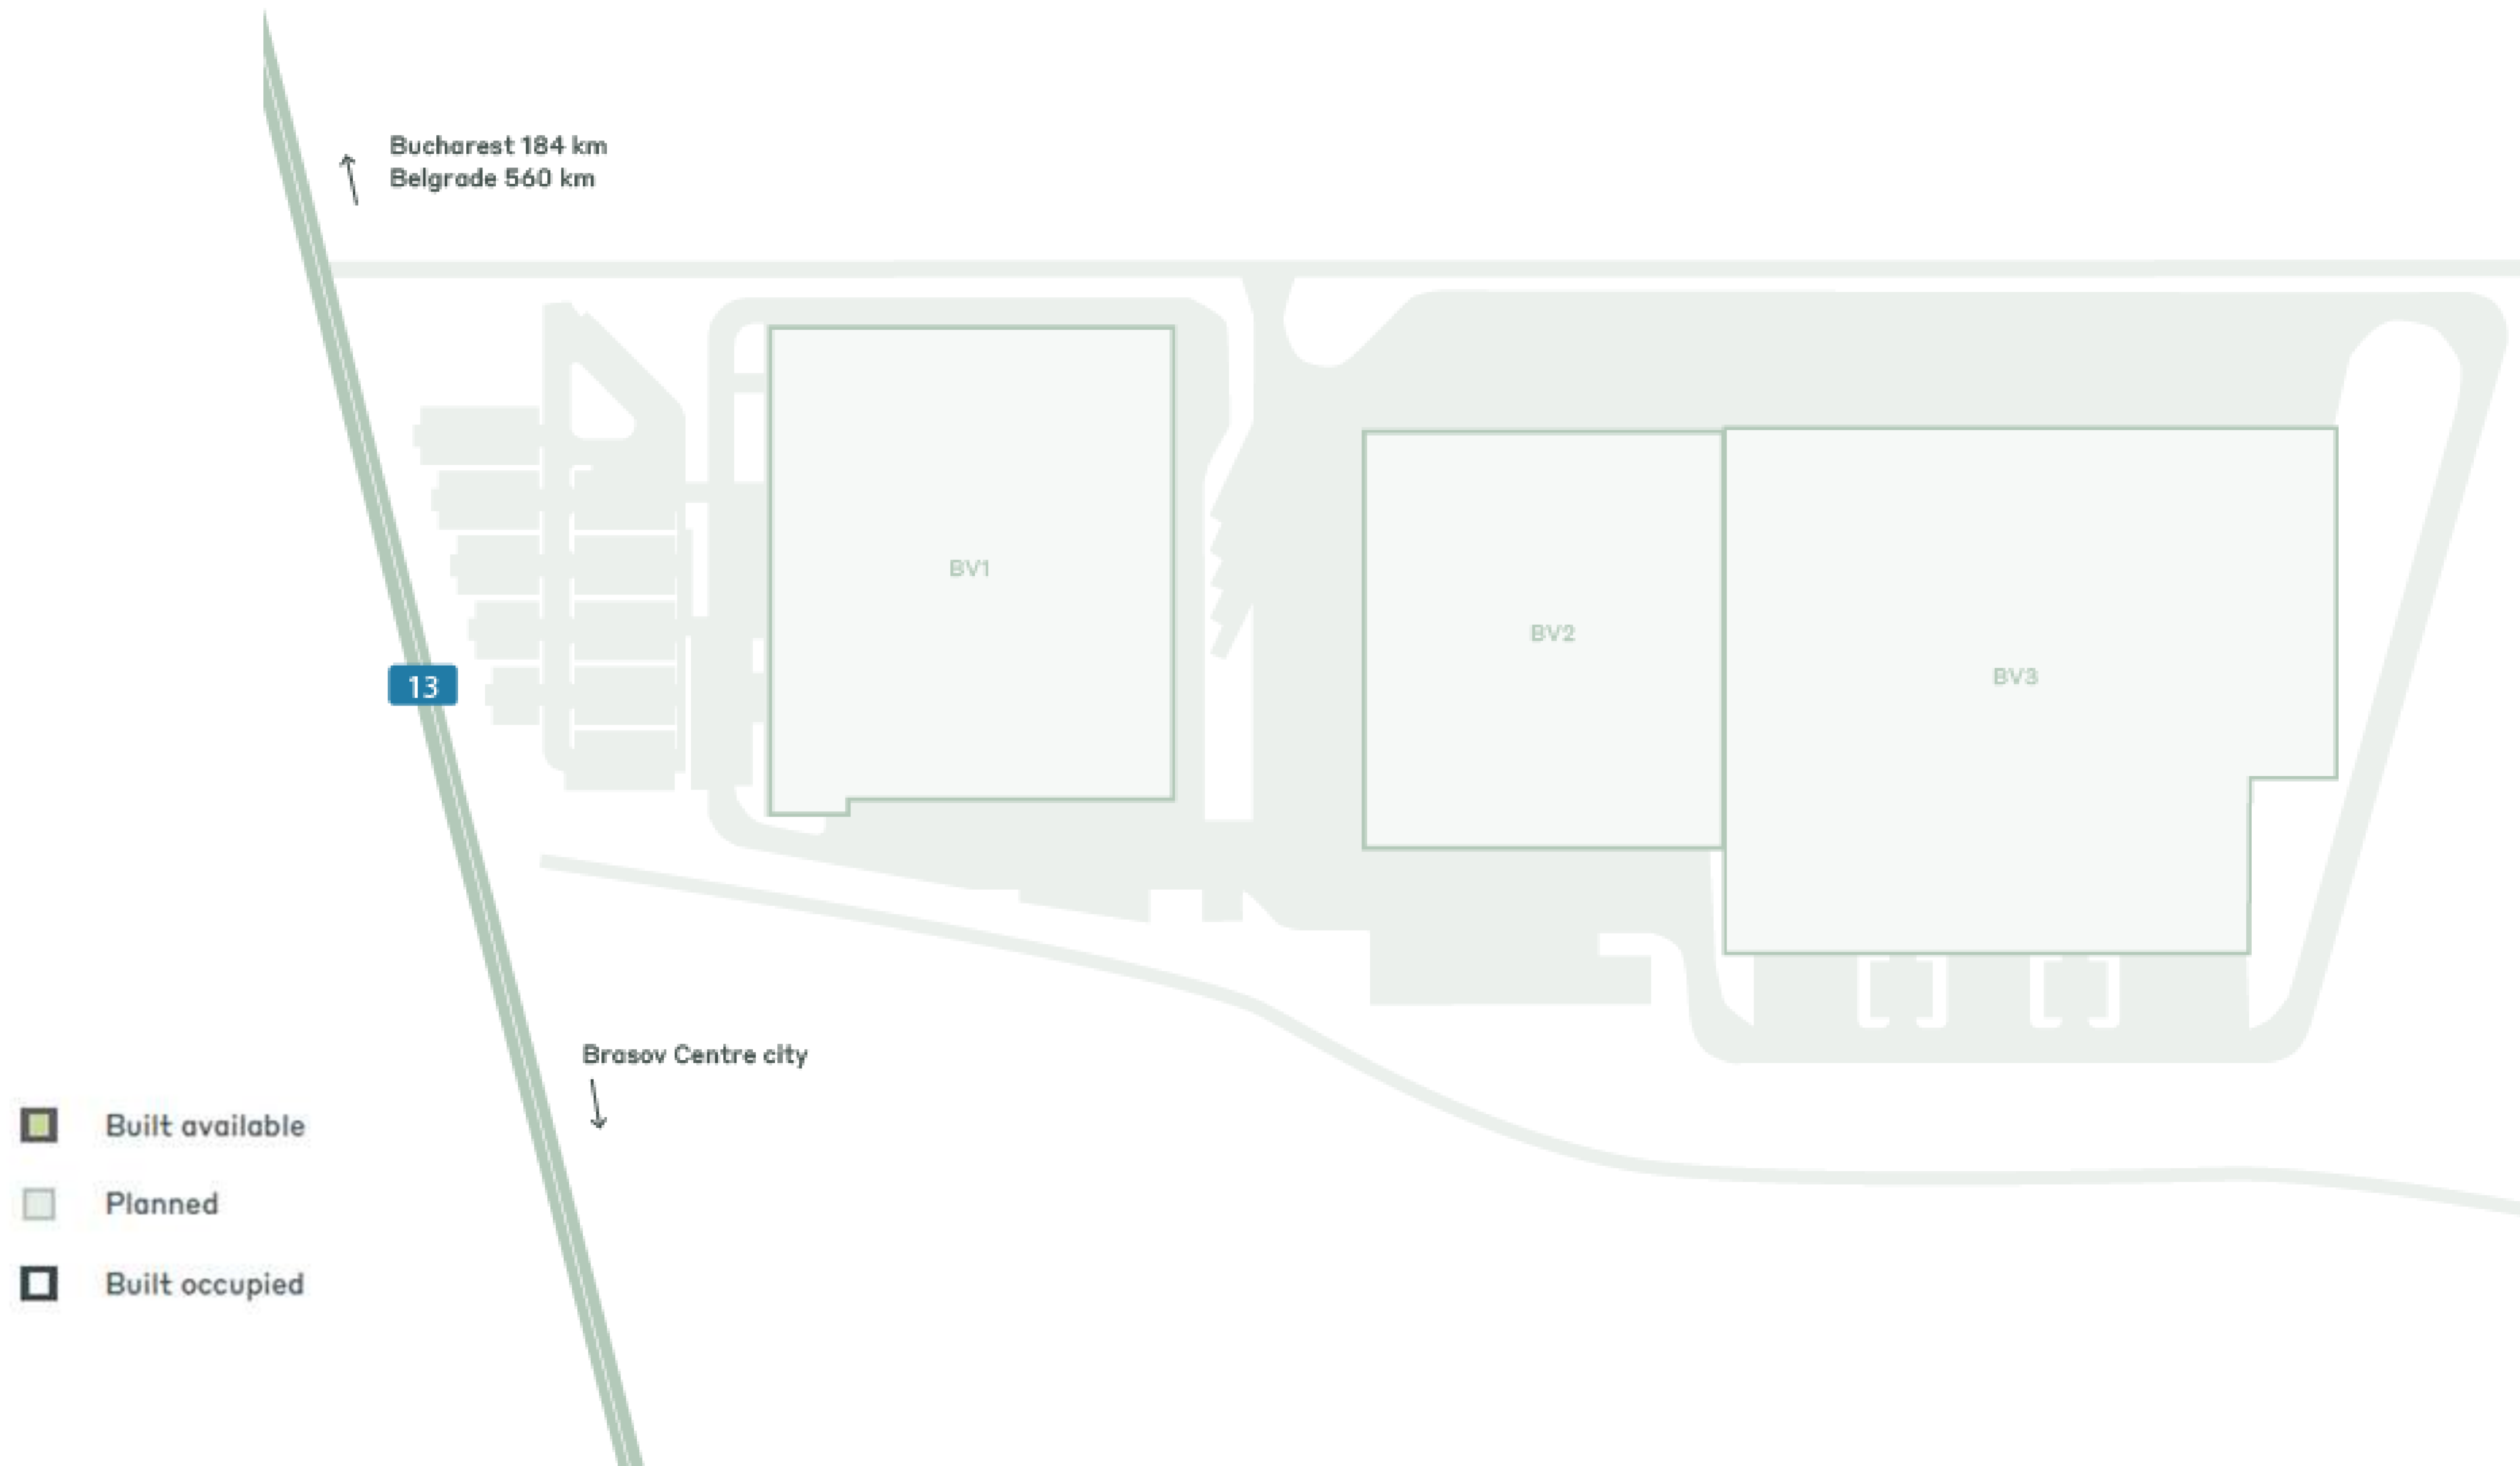 Bucharest 184 km
Belgrade 560 km
BV1
BV2
BV3
13
Brasov Centre city
Built available
Planned
Built occupied